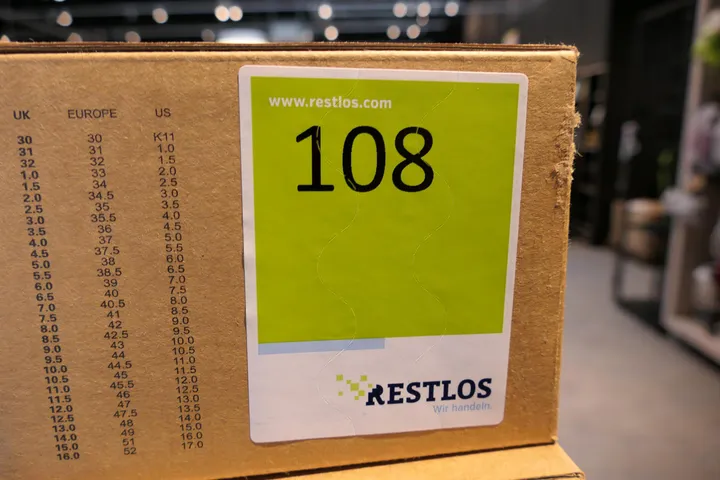 UK EUROPE US
30 30 K11
31 31 1.0
32 32 1.5
1.0 33 2.0
1.5 34 2.5
2.0 34.5 3.0
2.5 35 3.5
3.0 35.5 4.0
3.5 36 4.5
4.0 37 5.0
4.5 37.5 5.5
5.0 38 6.0
5.5 38.5 6.5
6.0 39 7.0
6.5 40 7.5
7.0 40.5 8.0
7.5 41 8.5
8.0 42 9.0
8.5 42.5 9.5
9.0 43 10.0
9.5 44 10.5
10.0 44.5 11.0
10.5 45 11.5
11.0 45.5 12.0
11.5 46 12.5
12.0 47 13.0
12.5 47.5 13.5
13.0 48 14.0
14.0 49 15.0
15.0 51 16.0
16.0 52 17.0
www.restlos.com
108
RESTLOS
Wir handeln.